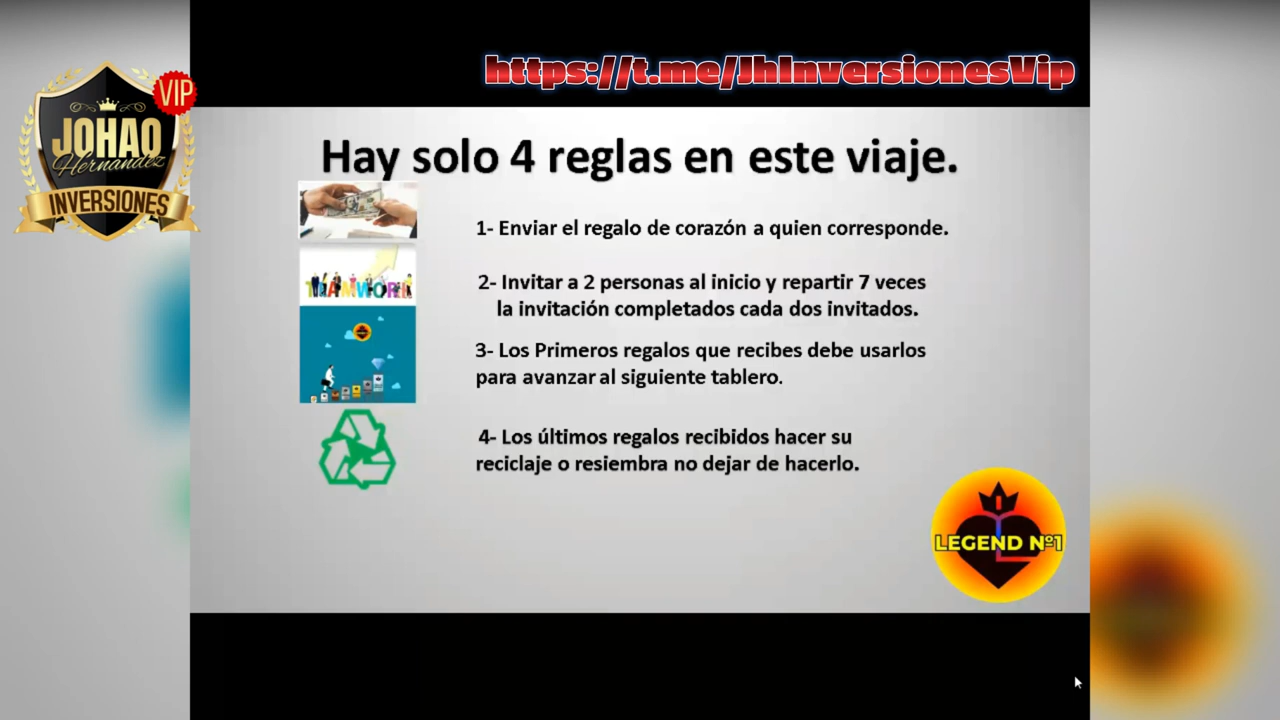 https://t.me/JhInversionesVip
VIP
JOHAO
Hernandez
INVERSIONES
Hay solo 4 reglas en este viaje.
1- Enviar el regalo de corazón a quien corresponde.
TEAMWORK
2- Invitar a 2 personas al inicio y repartir 7 veces
la invitación completados cada dos invitados.
3- Los Primeros regalos que recibes debe usarlos
para avanzar al siguiente tablero.
4- Los últimos regalos recibidos hacer su
reciclaje o resiembra no dejar de hacerlo.
LEGEND Nº1